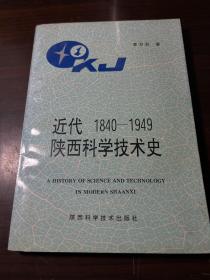 KJ
近代 1840—1949
陕西科学技术史
A HISTORY OF SCIENCE AND TECHNOLOGY
IN MODERN SHAANXI
陕西科学技术出版社